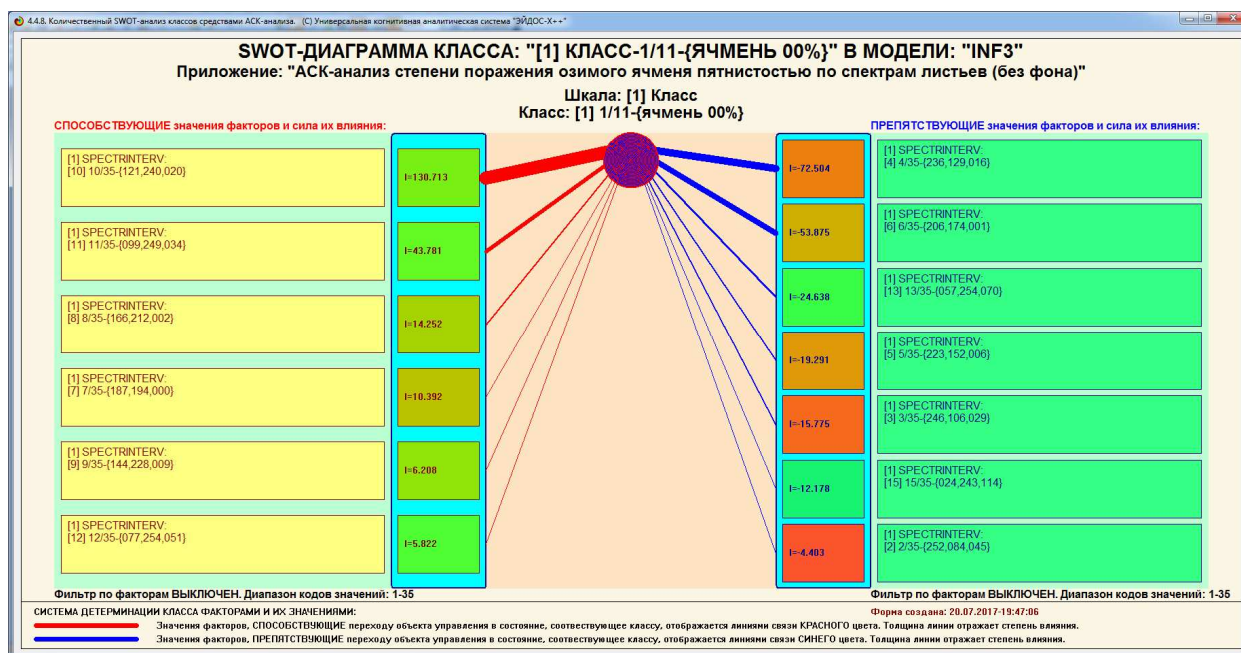 4.4.8. Количественный SWOT-анализ классов средствами АСК-анализа. (C) Универсальная когнитивная аналитическая система "ЭЙДОС-X++"
SWOT-ДИАГРАММА КЛАССА: "[1] КЛАСС-1/11-{ЯЧМЕНЬ 00%}" В МОДЕЛИ: "INF3"
Приложение: "АСК-анализ степени поражения озимого ячменя пятнистостью по спектрам листьев (без фона)"
Шкала: [1] Класс
Класс: [1] 1/11-{ячмень 00%}
СПОСОБСТВУЮЩИЕ значения факторов и сила их влияния:
[1] SPECTRINTERV:
[10] 10/35-{121,240,020}
I=130.713
[1] SPECTRINTERV:
[11] 11/35-{099,249,034}
I=43.781
[1] SPECTRINTERV:
[8] 8/35-{166,212,002}
I=14.252
[1] SPECTRINTERV:
[7] 7/35-{187,194,000}
I=10.392
[1] SPECTRINTERV:
[9] 9/35-{144,228,009}
I=6.208
[1] SPECTRINTERV:
[12] 12/35-{077,254,051}
I=5.822
Фильтр по факторам ВЫКЛЮЧЕН. Диапазон кодов значений: 1-35
ПРЕПЯТСТВУЮЩИЕ значения факторов и сила их влияния:
I=-72.504
[1] SPECTRINTERV:
[4] 4/35-{236,129,016}
I=-53.875
[1] SPECTRINTERV:
[6] 6/35-{206,174,001}
I=-24.638
[1] SPECTRINTERV:
[13] 13/35-{057,254,070}
I=-19.291
[1] SPECTRINTERV:
[5] 5/35-{223,152,006}
I=-15.775
[1] SPECTRINTERV:
[3] 3/35-{246,106,029}
I=-12.178
[1] SPECTRINTERV:
[15] 15/35-{024,243,114}
I=-4.403
[1] SPECTRINTERV:
[2] 2/35-{252,084,045}
Фильтр по факторам ВЫКЛЮЧЕН. Диапазон кодов значений: 1-35
СИСТЕМА ДЕТЕРМИНАЦИИ КЛАССА ФАКТОРАМИ И ИХ ЗНАЧЕНИЯМИ:
Форма создана: 20.07.2017-19:47:06
Значения факторов, СПОСОБСТВУЮЩИЕ переходу объекта управления в состояние, соотвествующее классу, отображается линиями связи КРАСНОГО цвета. Толщина линии отражает степень влияния.
Значения факторов, ПРЕПЯТСТВУЮЩИЕ переходу объекта управления в состояние, соотвествующее классу, отображается линиями связи СИНЕГО цвета. Толщина линии отражает степень влияния.